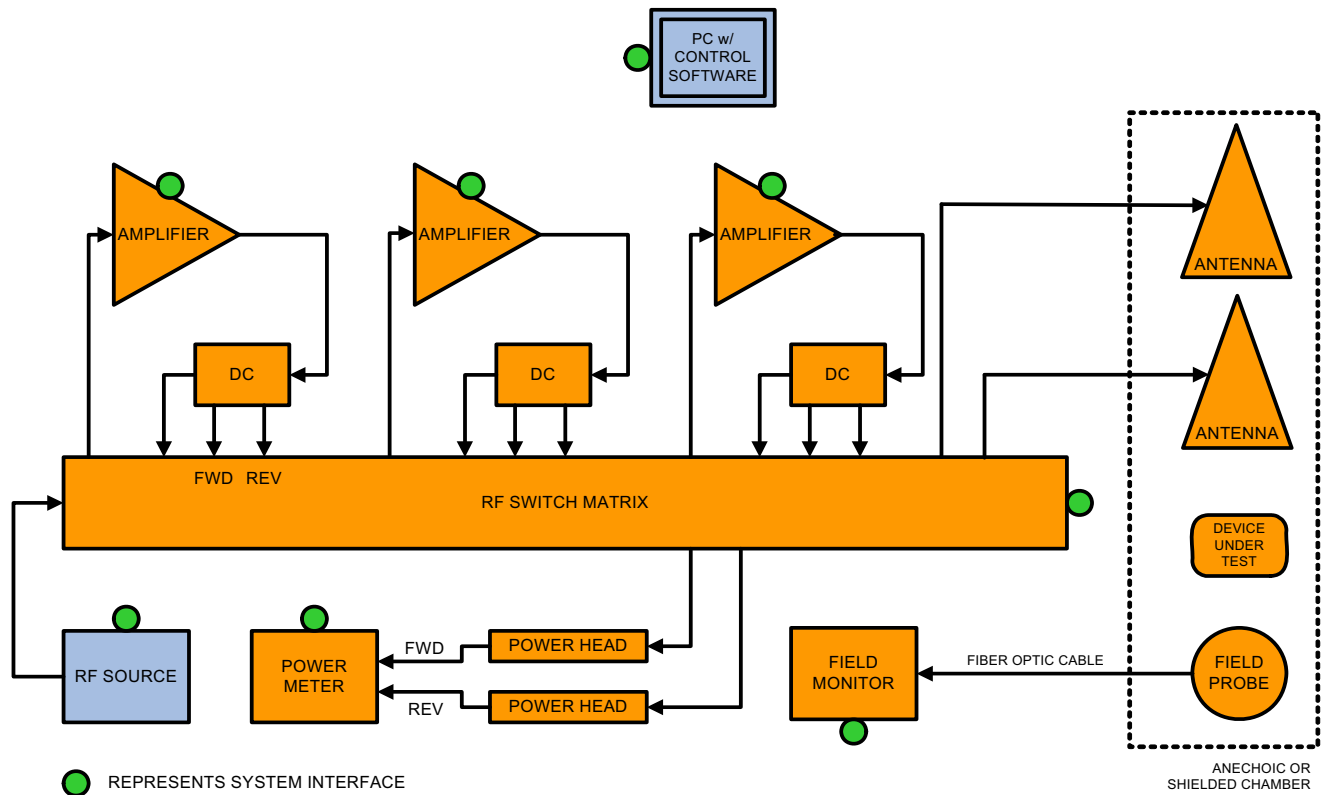 PC w/
CONTROL
SOFTWARE
AMPLIFIER
AMPLIFIER
AMPLIFIER
ANTENNA
DC
DC
DC
ANTENNA
FWD REV
RF SWITCH MATRIX
DEVICE
UNDER
TEST
RF SOURCE
POWER
METER
FWD
REV
POWER HEAD
POWER HEAD
FIELD
MONITOR
FIBER OPTIC CABLE
FIELD
PROBE
REPRESENTS SYSTEM INTERFACE
ANECHOIC OR
SHIELDED CHAMBER